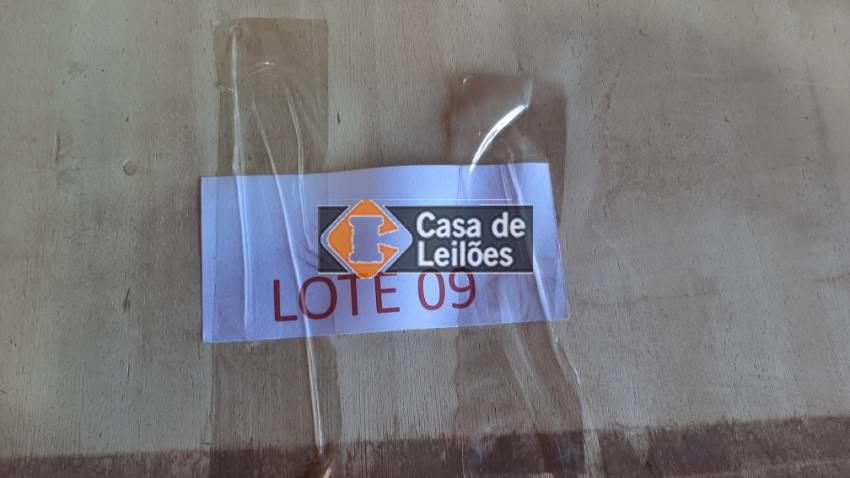 Casa de
Leilões
LOTE 09